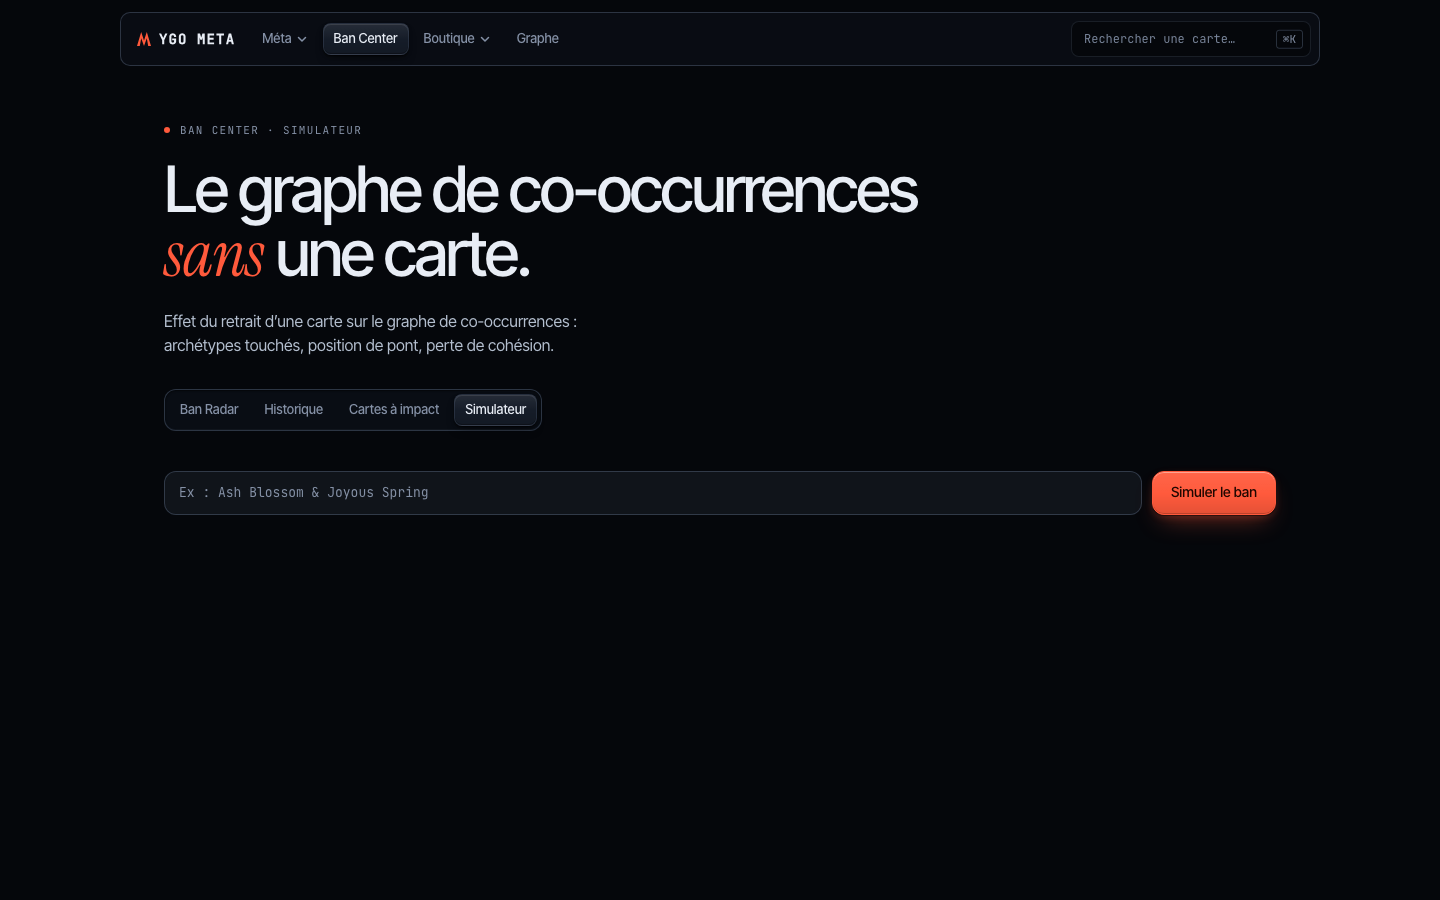 YGO META Méta Ban Center Boutique Graphe Rechercher une carte… ⌘K
BAN CENTER · SIMULATEUR
Le graphe de co-occurrences
sans une carte.
Effet du retrait d’une carte sur le graphe de co-occurrences :
archétypes touchés, position de pont, perte de cohésion.
Ban Radar Historique Cartes à impact Simulateur
Ex : Ash Blossom & Joyous Spring Simuler le ban